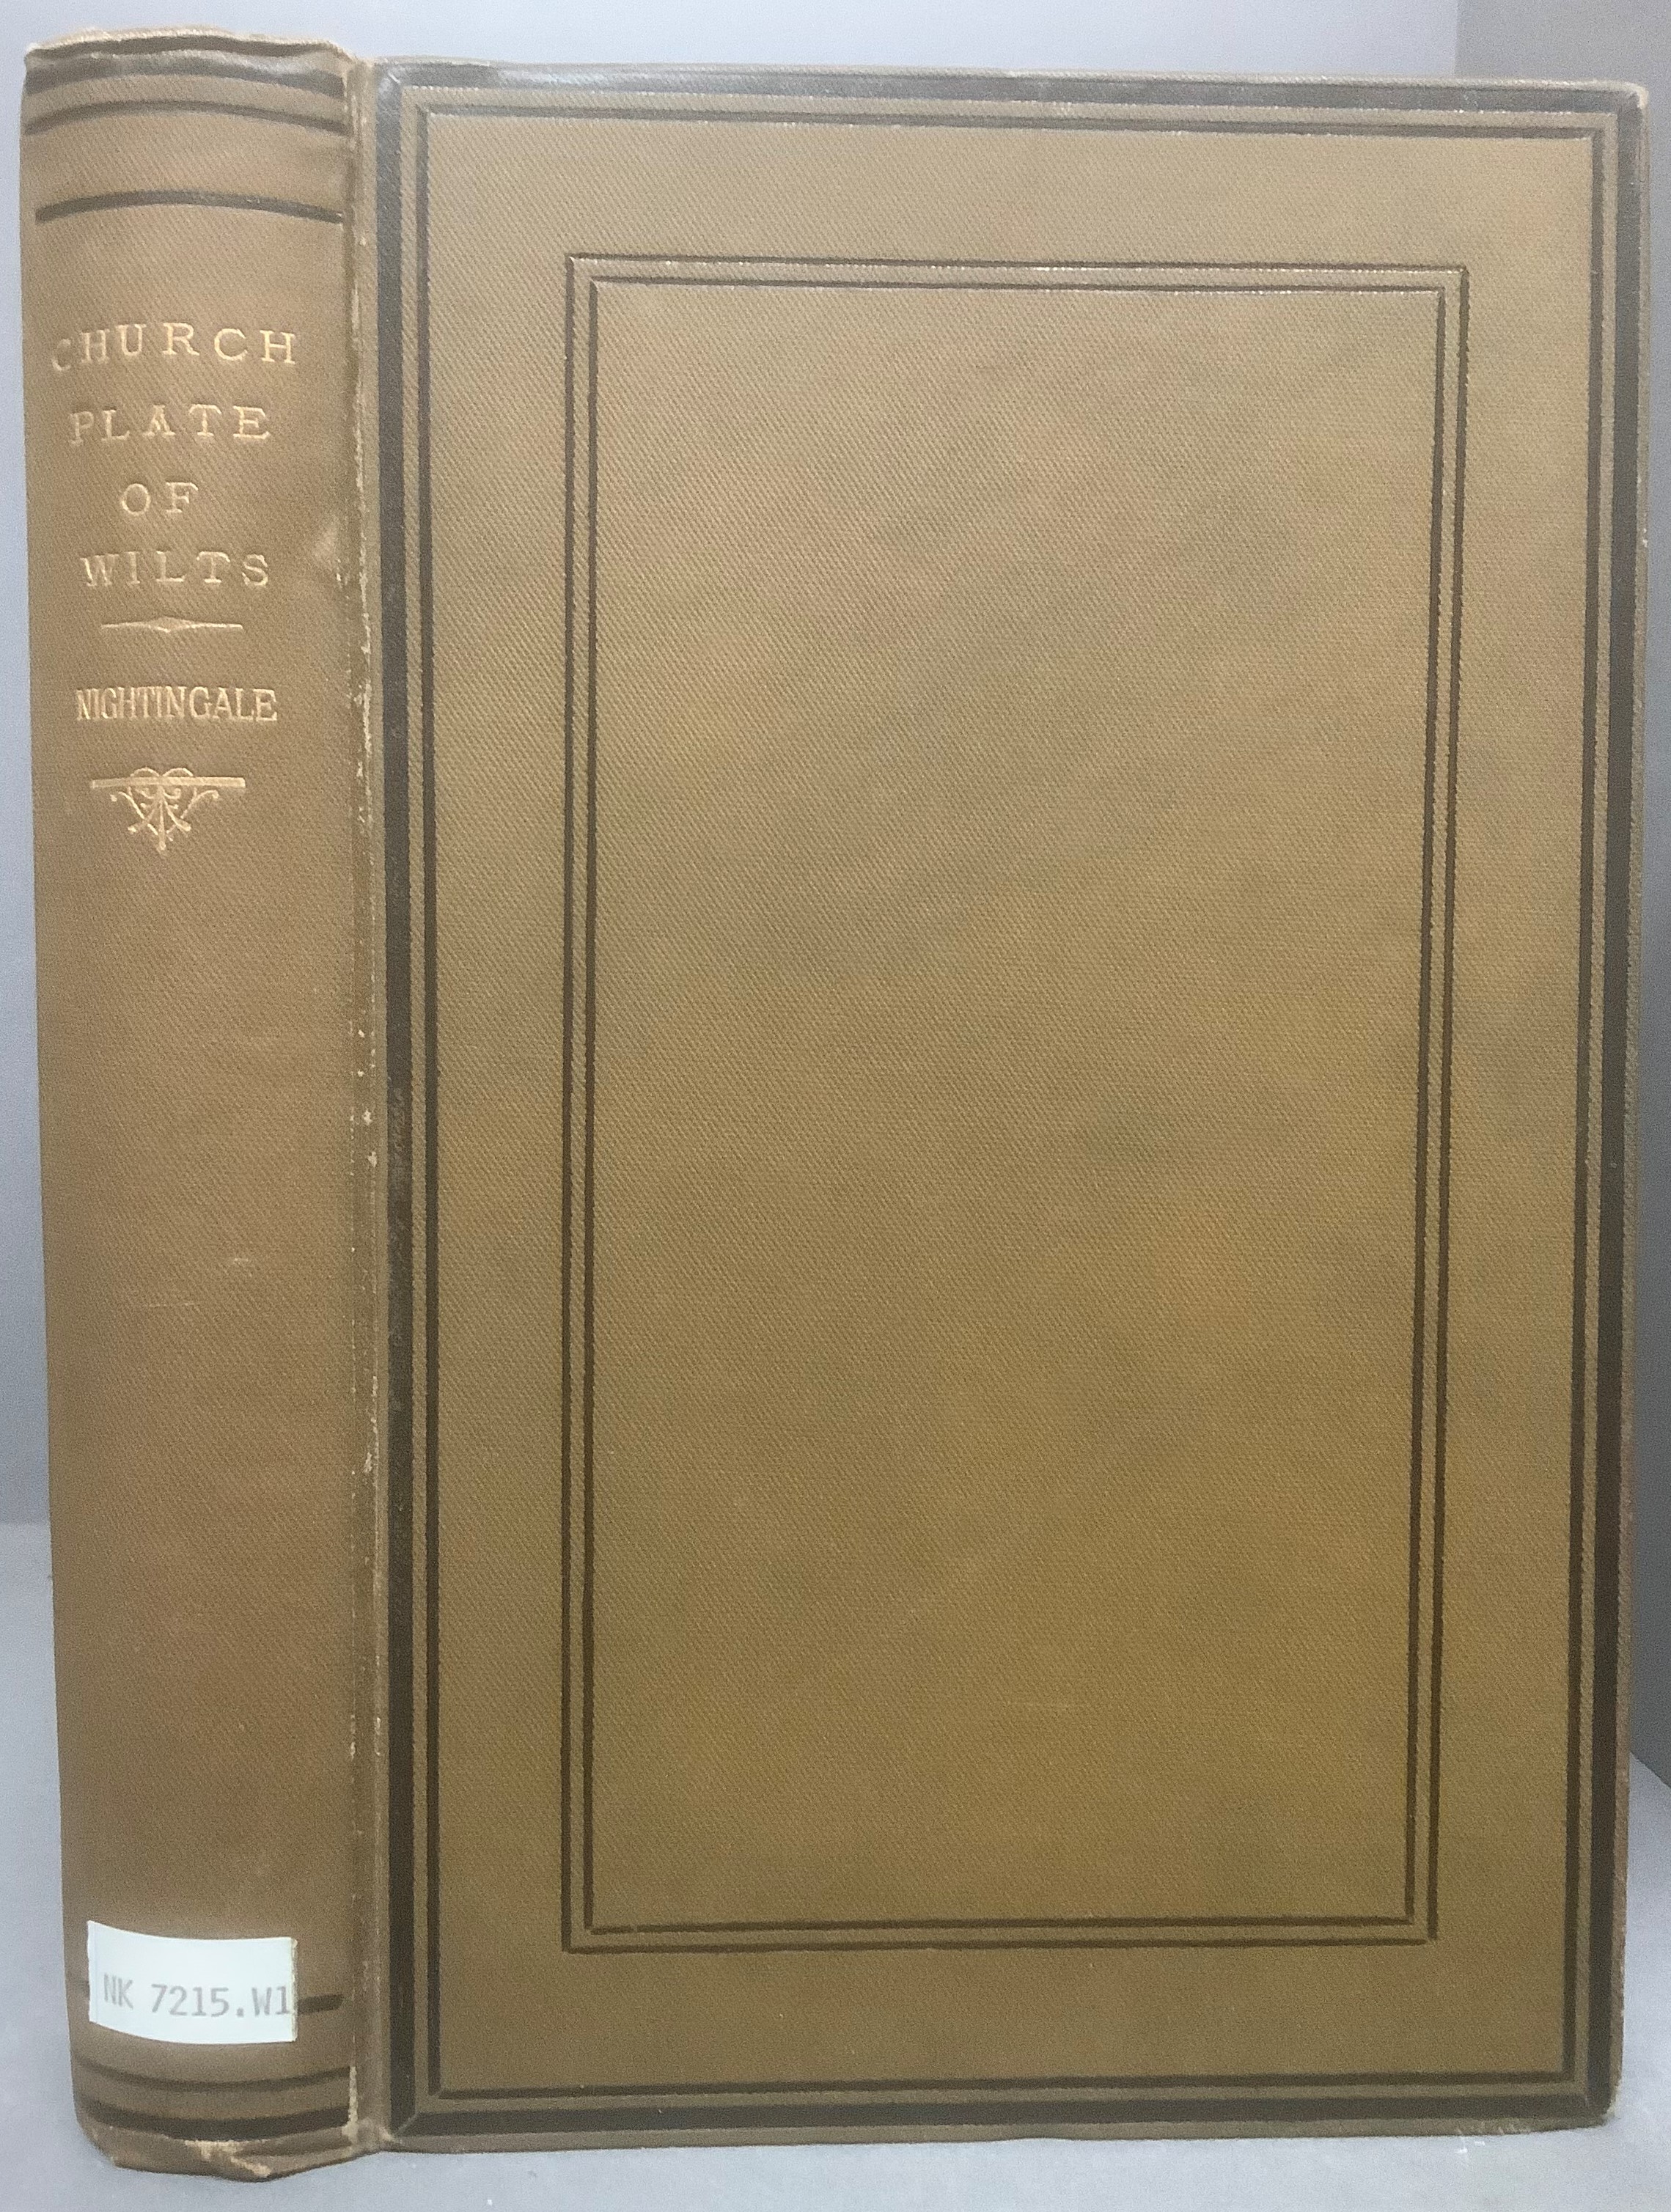 CHURCH
PLATE
OF
WILTS
NIGHTINGALE
NK 7215.W1